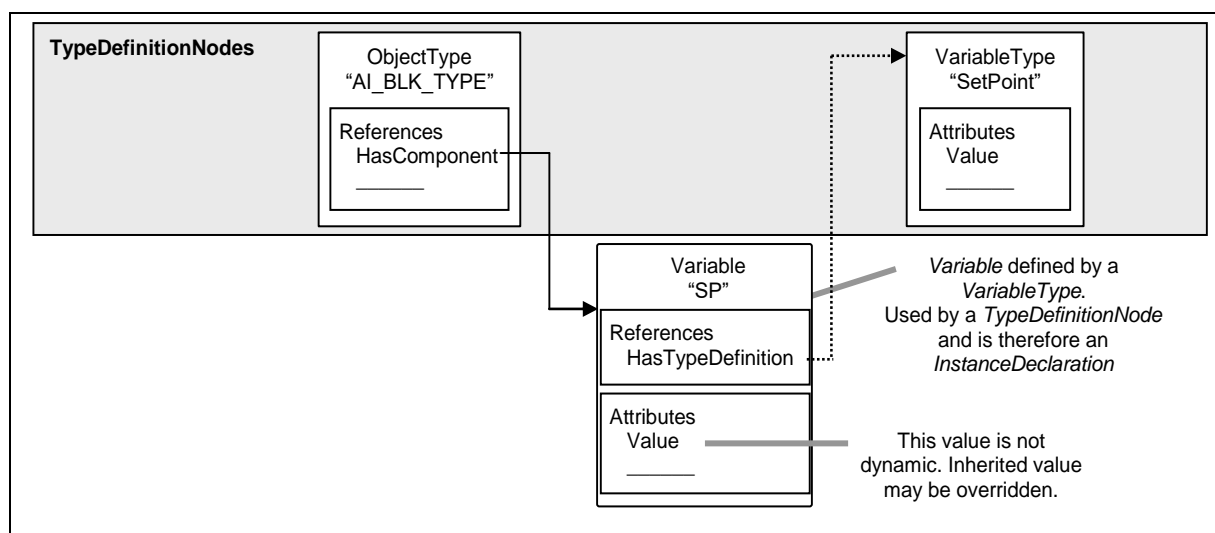 TypeDefinitionNodes
ObjectType
“AI_BLK_TYPE”
References
HasComponent
VariableType
“SetPoint”
Attributes
Value
Variable
“SP”
References
HasTypeDefinition
Attributes
Value
Variable defined by a
VariableType.
Used by a TypeDefinitionNode
and is therefore an
InstanceDeclaration
This value is not
dynamic. Inherited value
may be overridden.